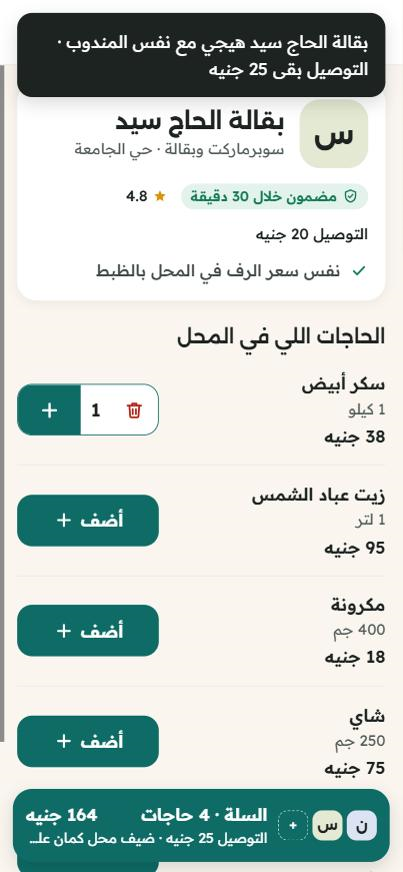 بقالة الحاج سيد هيجي مع نفس المندوب ·
التوصيل بقى 25 جنيه
س
بقالة الحاج سيد
سوبرماركت وبقالة · حي الجامعة
مضمون خلال 30 دقيقة
4.8
التوصيل 20 جنيه
نفس سعر الرف في المحل بالظبط
الحاجات اللي في المحل
سكر أبيض
1 كيلو
38 جنيه
1
+
زيت عباد الشمس
1 لتر
95 جنيه
أضف +
مكرونة
400 جم
18 جنيه
أضف +
شاي
250 جم
75 جنيه
أضف +
ن
س
+
السلة · 4 حاجات
164 جنيه
التوصيل 25 جنيه · ضيف محل كمان علـ…